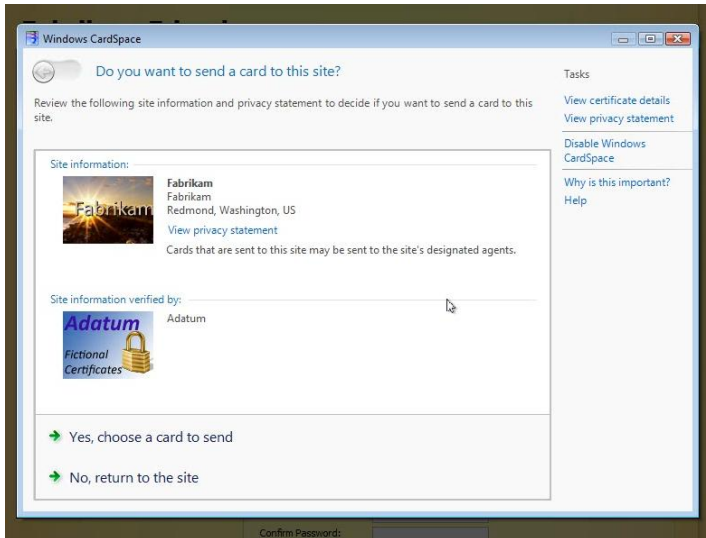 Windows CardSpace
Do you want to send a card to this site?
Review the following site information and privacy statement to decide if you want to send a card to this
site.
Site information:
Fabrikam
Fabrikam
Fabrikam
Redmond, Washington, US
View privacy statement
Cards that are sent to this site may be sent to the site's designated agents.
Site information verified by:
Adatum
Fictional
Certificates
Adatum
Yes, choose a card to send
No, return to the site
Tasks
View certificate details
View privacy statement
Disable Windows
CardSpace
Why is this important?
Help
Confirm Password: